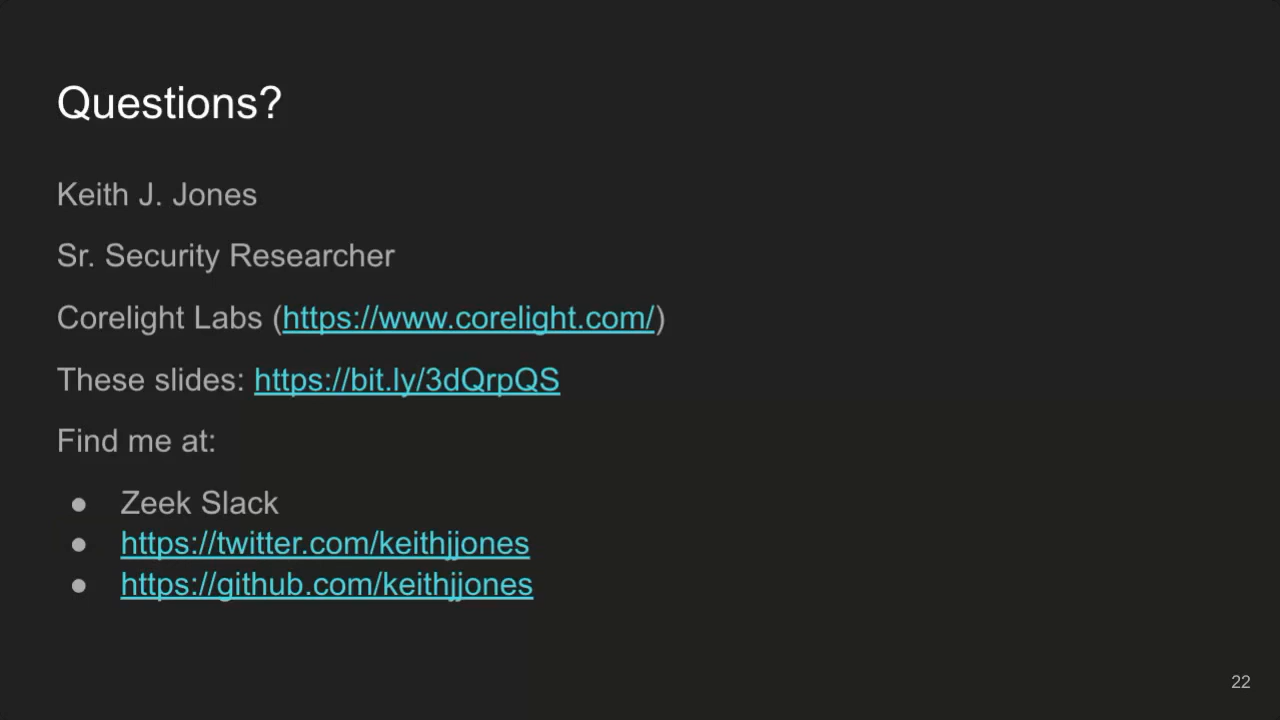 Questions?
Keith J. Jones
Sr. Security Researcher
Corelight Labs (https://www.corelight.com/)
These slides: https://bit.ly/3dQrpQS
Find me at:
● Zeek Slack
● https://twitter.com/keithjjones
● https://github.com/keithjjones
22